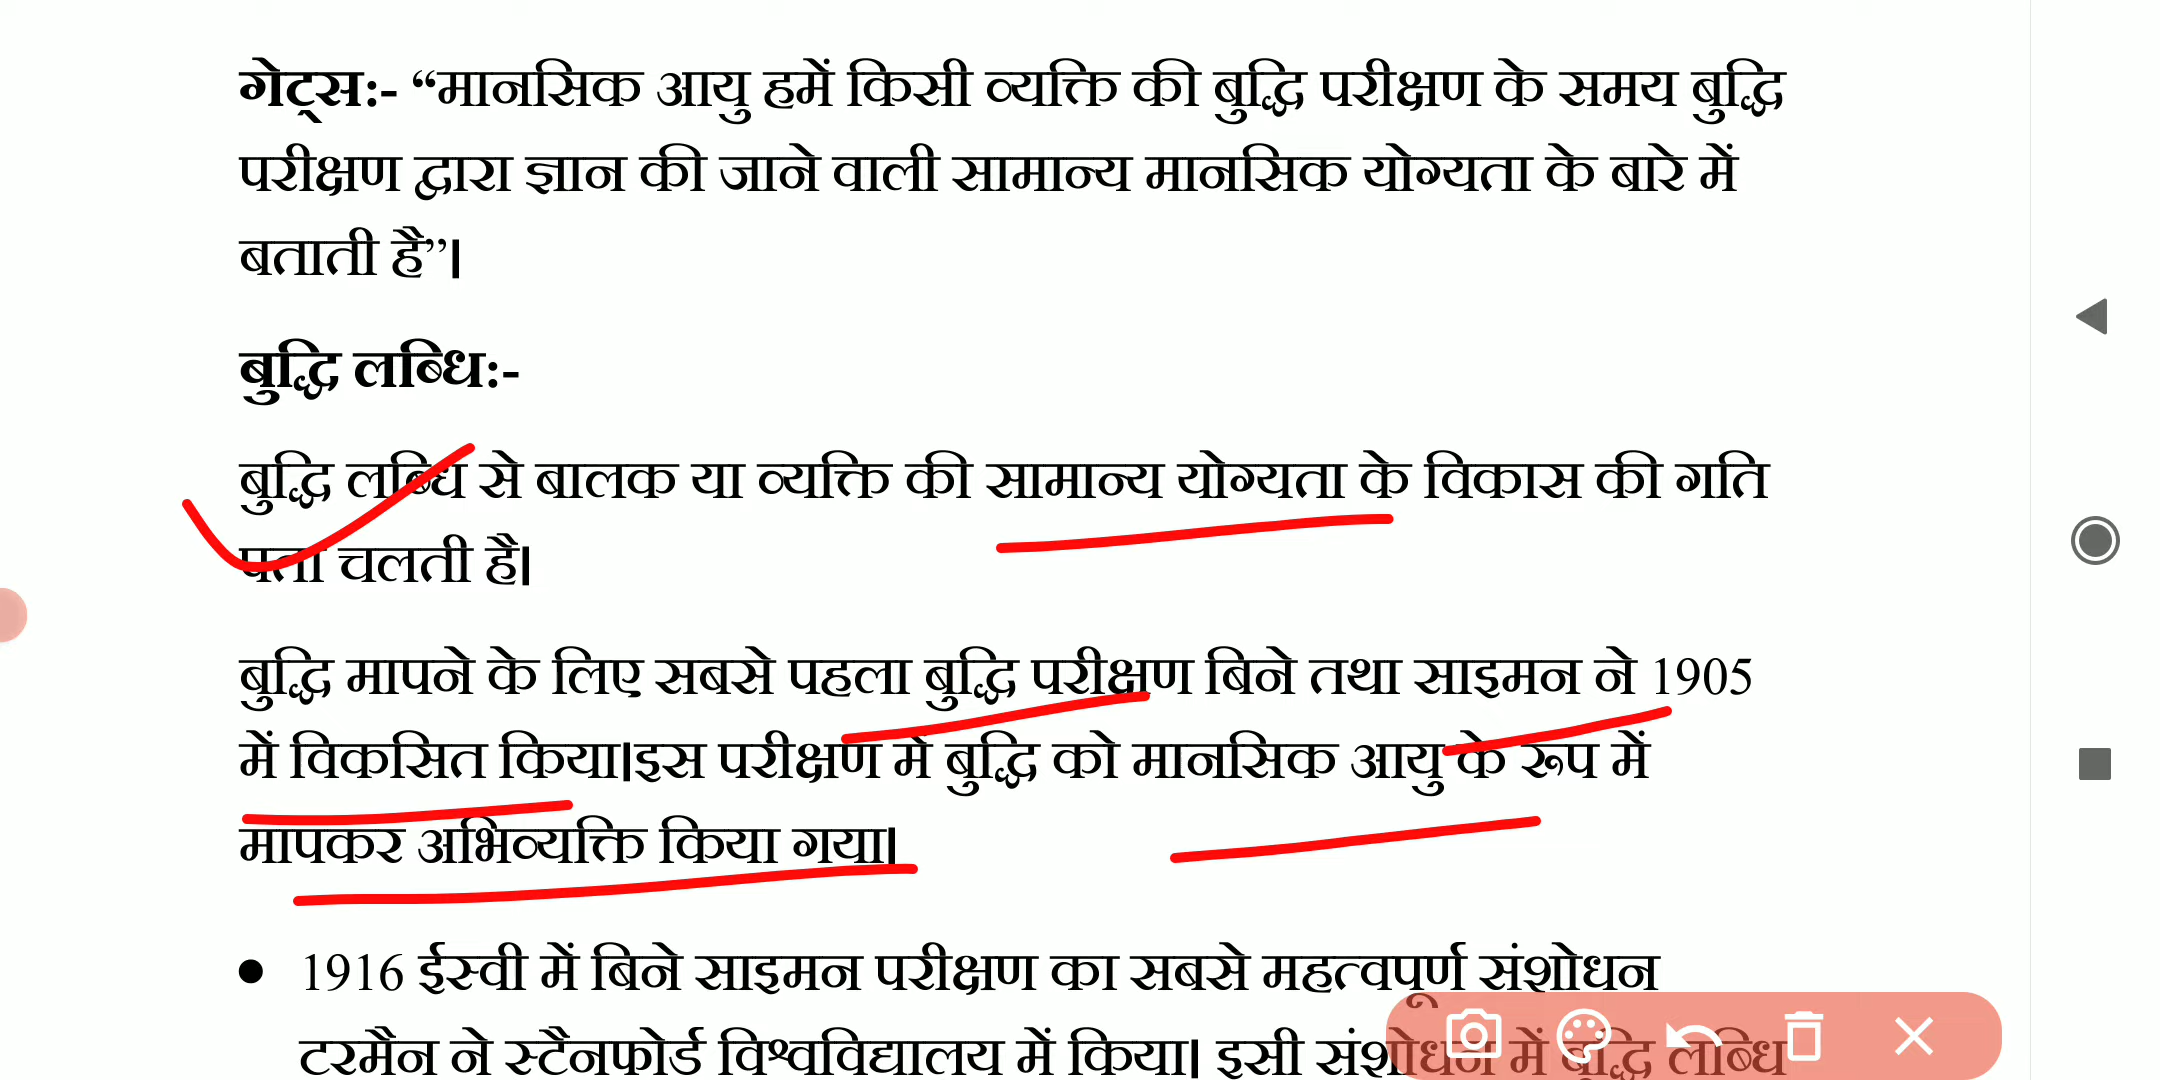 गेट्स:- “मानसिक आयु हमें किसी व्यक्ति की बुद्धि परीक्षण के समय बुद्धि
परीक्षण द्वारा ज्ञान की जाने वाली सामान्य मानसिक योग्यता के बारे में
बताती है”।
बुद्धि लब्धि:-
बुद्धि लब्धि से बालक या व्यक्ति की सामान्य योग्यता के विकास की गति
पता चलती है।
बुद्धि मापने के लिए सबसे पहला बुद्धि परीक्षण बिने तथा साइमन ने 1905
में विकसित किया।इस परीक्षण में बुद्धि को मानसिक आयु के रूप में
मापकर अभिव्यक्ति किया गया।
● 1916 ईस्वी में बिने साइमन परीक्षण का सबसे महत्वपूर्ण संशोधन
टरमैन ने स्टैनफोर्ड विश्वविद्यालय में किया। इसी संशोधन में बुद्धि लब्धि